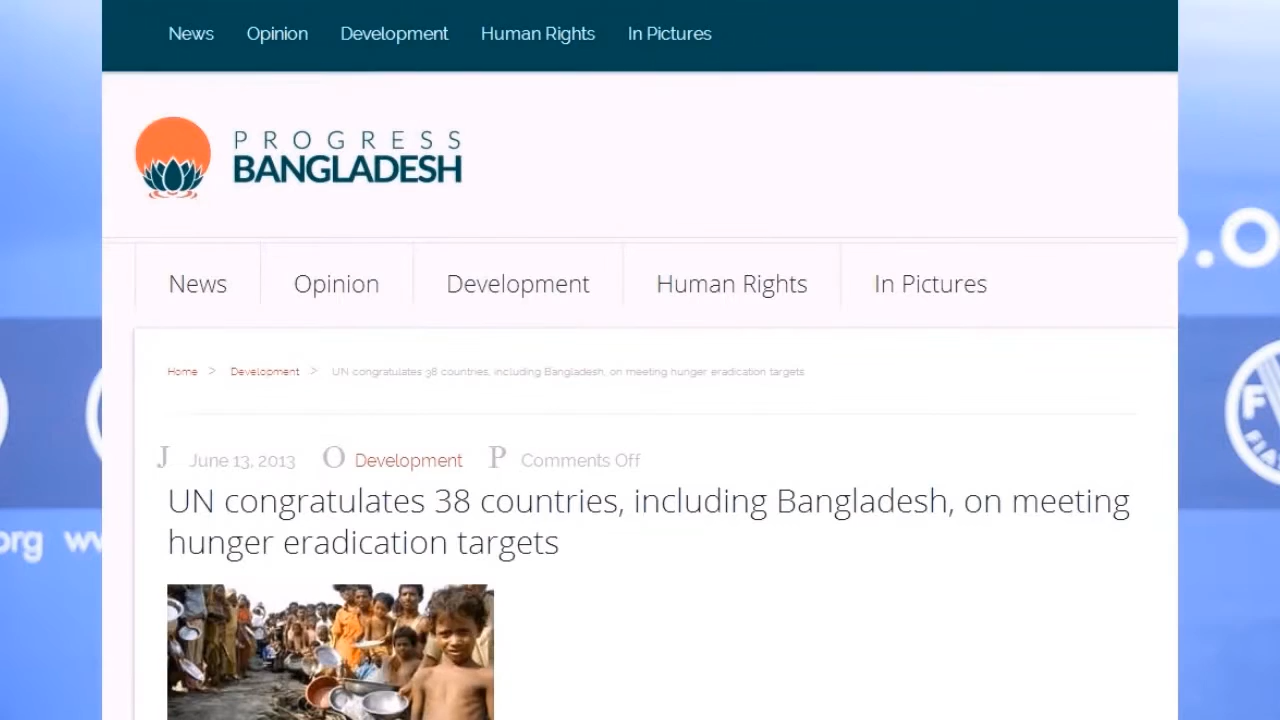 News Opinion Development Human Rights In Pictures
PROGRESS
BANGLADESH
News Opinion Development Human Rights In Pictures
Home > Development > UN congratulates 38 countries, including Bangladesh, on meeting hunger eradication targets
J June 13, 2013 O Development P Comments Off
UN congratulates 38 countries, including Bangladesh, on meeting
hunger eradication targets
.org
FIAT